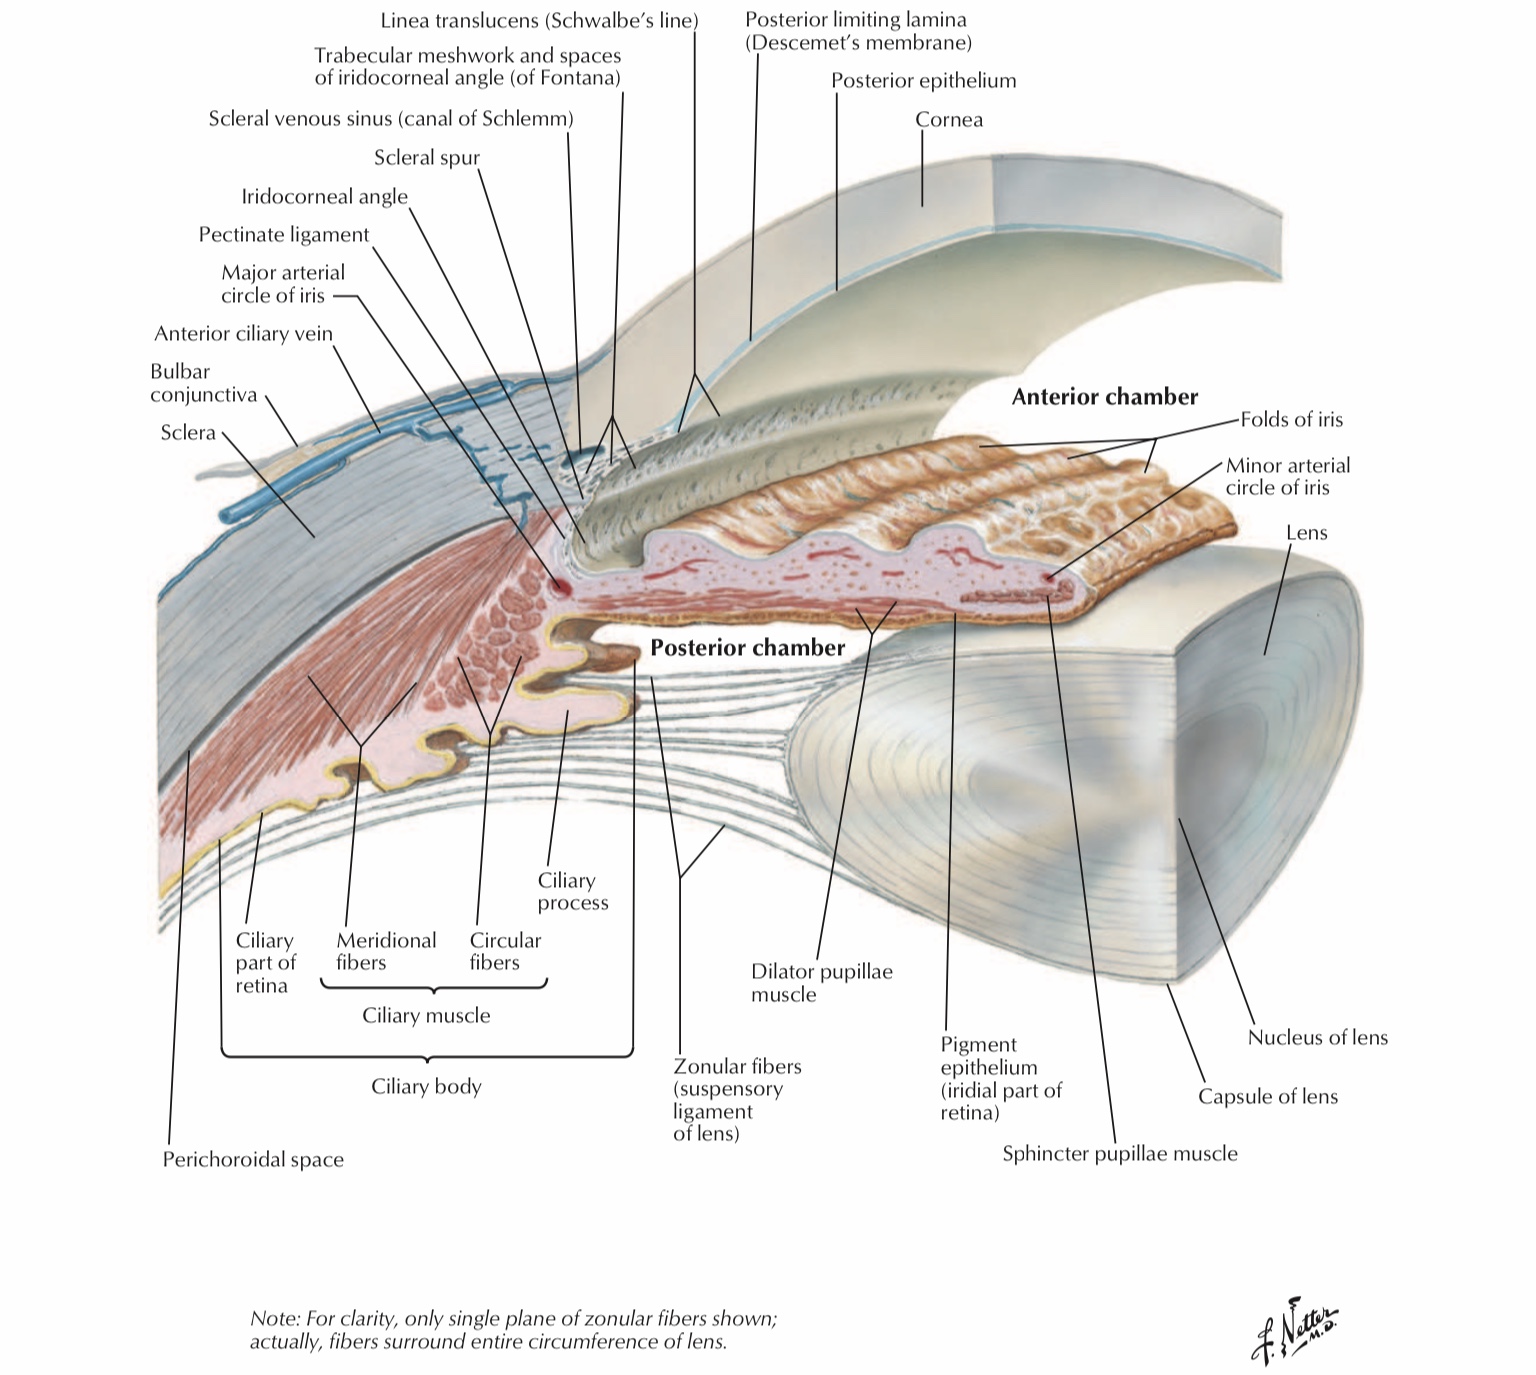 Linea translucens (Schwalbe's line)
Trabecular meshwork and spaces
of iridocorneal angle (of Fontana)
Scleral venous sinus (canal of Schlemm)
Scleral spur
Iridocorneal angle
Pectinate ligament
Major arterial
circle of iris
Anterior ciliary vein
Bulbar
conjunctiva
Sclera
Posterior limiting lamina
(Descemet's membrane)
Posterior epithelium
Cornea
Anterior chamber
Folds of iris
Minor arterial
circle of iris
Lens
Posterior chamber
Ciliary
process
Ciliary
part of
retina
Meridional
fibers
Circular
fibers
Ciliary muscle
Ciliary body
Perichoroidal space
Dilator pupillae
muscle
Zonular fibers
(suspensory
ligament
of lens)
Pigment
epithelium
(iridial part of
retina)
Sphincter pupillae muscle
Nucleus of lens
Capsule of lens
Note: For clarity, only single plane of zonular fibers shown;
actually, fibers surround entire circumference of lens.
F. Netter
M.D.